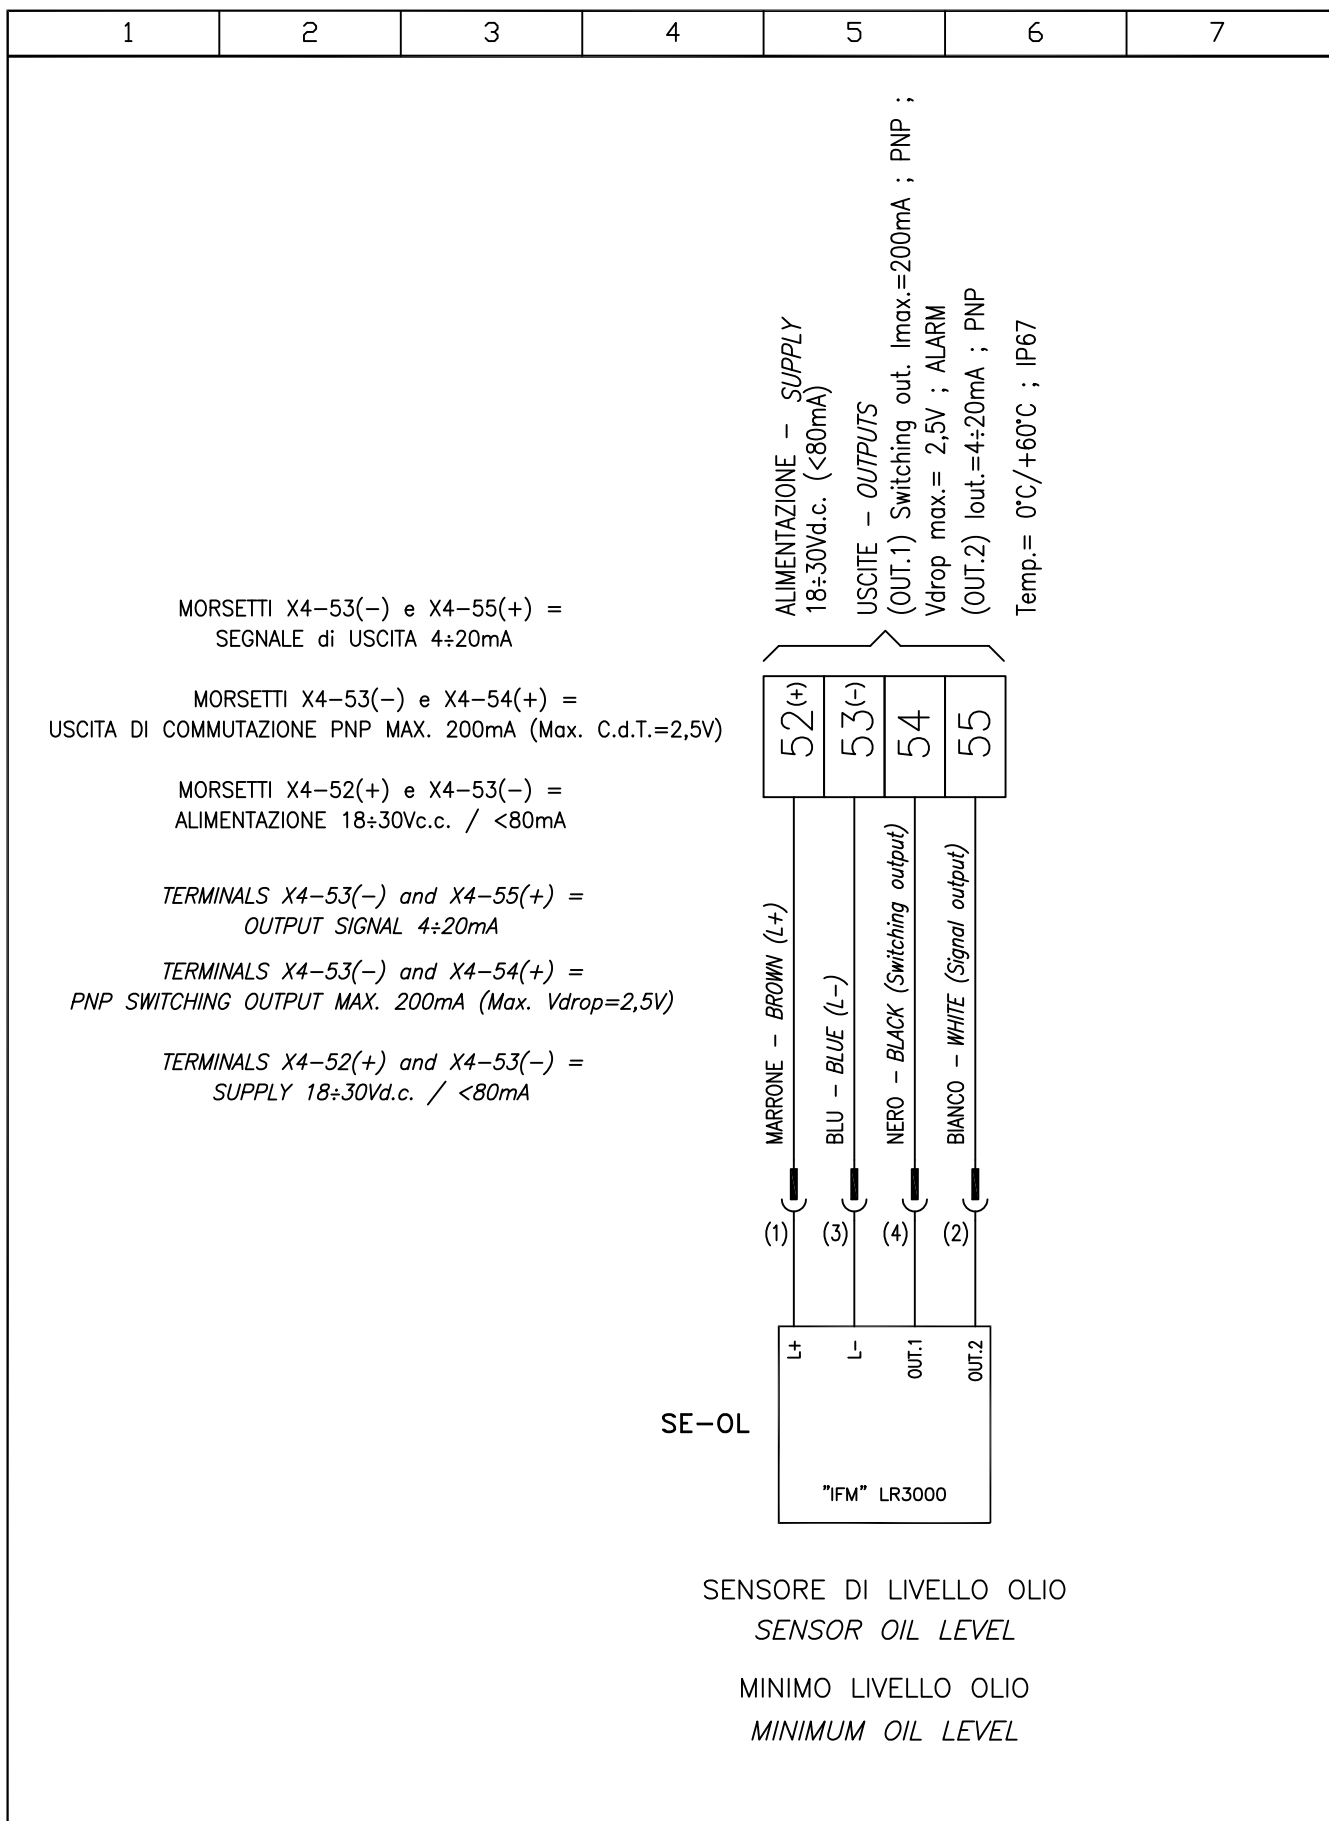 1 2 3 4 5 6 7
ALIMENTAZIONE – SUPPLY
18÷30Vd.c. (<80mA)
USCITE – OUTPUTS
(OUT.1) Switching out. Imax.=200mA ; PNP ;
Vdrop max.= 2,5V ; ALARM
(OUT.2) Iout.=4÷20mA ; PNP
Temp.= 0°C/+60°C ; IP67
MORSETTI X4–53(–) e X4–55(+) =
SEGNALE di USCITA 4÷20mA
MORSETTI X4–53(–) e X4–54(+) =
USCITA DI COMMUTAZIONE PNP MAX. 200mA (Max. C.d.T.=2,5V)
MORSETTI X4–52(+) e X4–53(–) =
ALIMENTAZIONE 18÷30Vc.c. / <80mA
TERMINALS X4–53(–) and X4–55(+) =
OUTPUT SIGNAL 4÷20mA
TERMINALS X4–53(–) and X4–54(+) =
PNP SWITCHING OUTPUT MAX. 200mA (Max. Vdrop=2,5V)
TERMINALS X4–52(+) and X4–53(–) =
SUPPLY 18÷30Vd.c. / <80mA
52(+)
53(–)
54
55
MARRONE – BROWN (L+)
BLU – BLUE (L–)
NERO – BLACK (Switching output)
BIANCO – WHITE (Signal output)
(1) (3) (4) (2)
L+
L–
OUT.1
OUT.2
SE–OL
"IFM" LR3000
SENSORE DI LIVELLO OLIO
SENSOR OIL LEVEL
MINIMO LIVELLO OLIO
MINIMUM OIL LEVEL